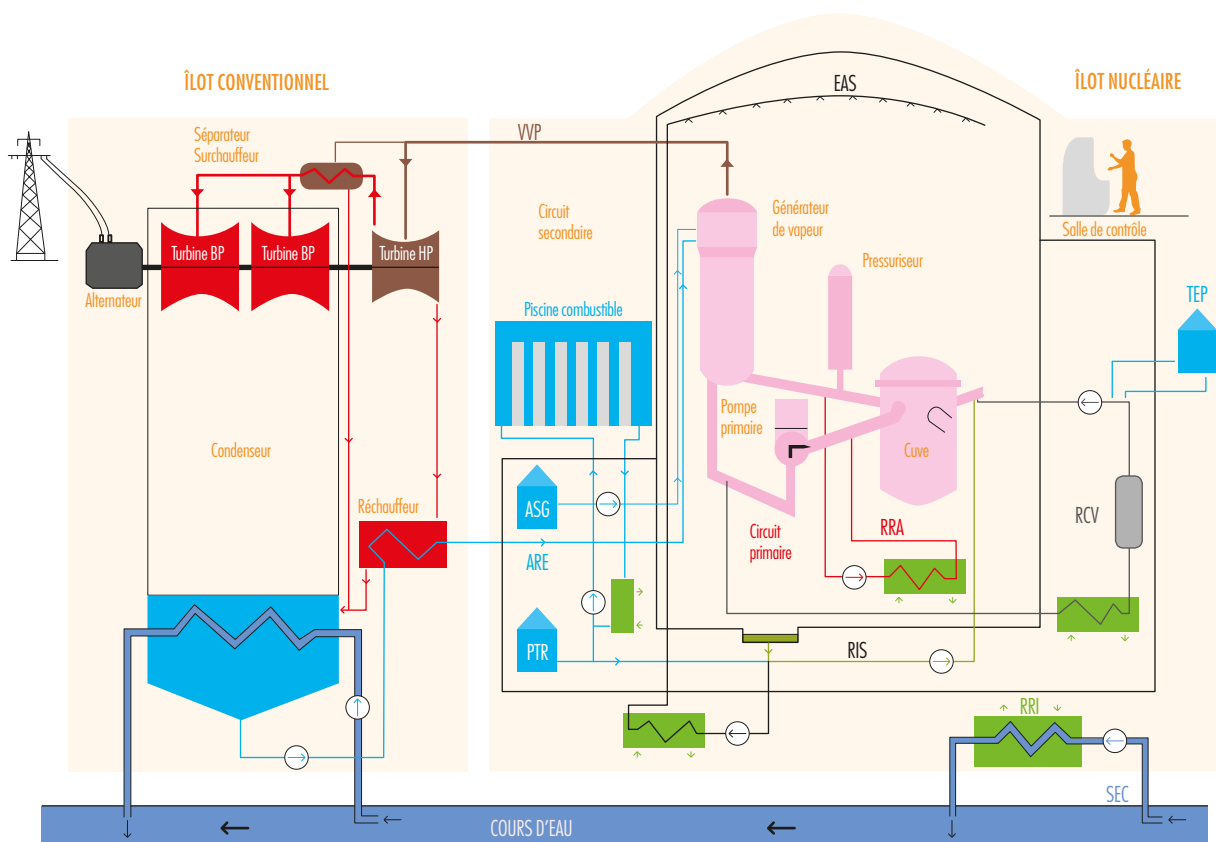 ÎLOT CONVENTIONNEL
ÎLOT NUCLÉAIRE
EAS
VVP
Séparateur
Surchauffeur
Circuit
secondaire
Générateur
de vapeur
Salle de contrôle
Turbine BP
Turbine BP
Turbine HP
Pressuriseur
Alternateur
Piscine combustible
TEP
Pompe
primaire
Cuve
Condenseur
Réchauffeur
ASG
RCV
ARE
Circuit
primaire
RRA
PTR
RIS
RRI
SEC
COURS D'EAU